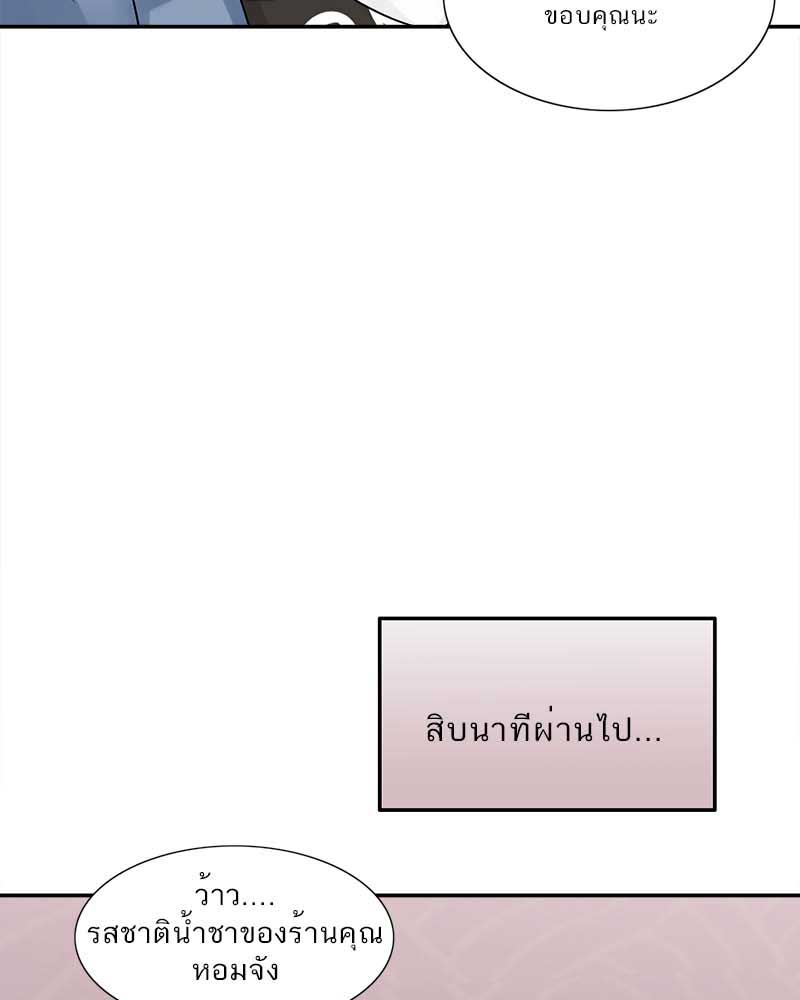 ขอบคุณนะ
สิบนาทีผ่านไป...
ว้าว....
รสชาติน้ำชาของร้านคุณ
หอมจัง